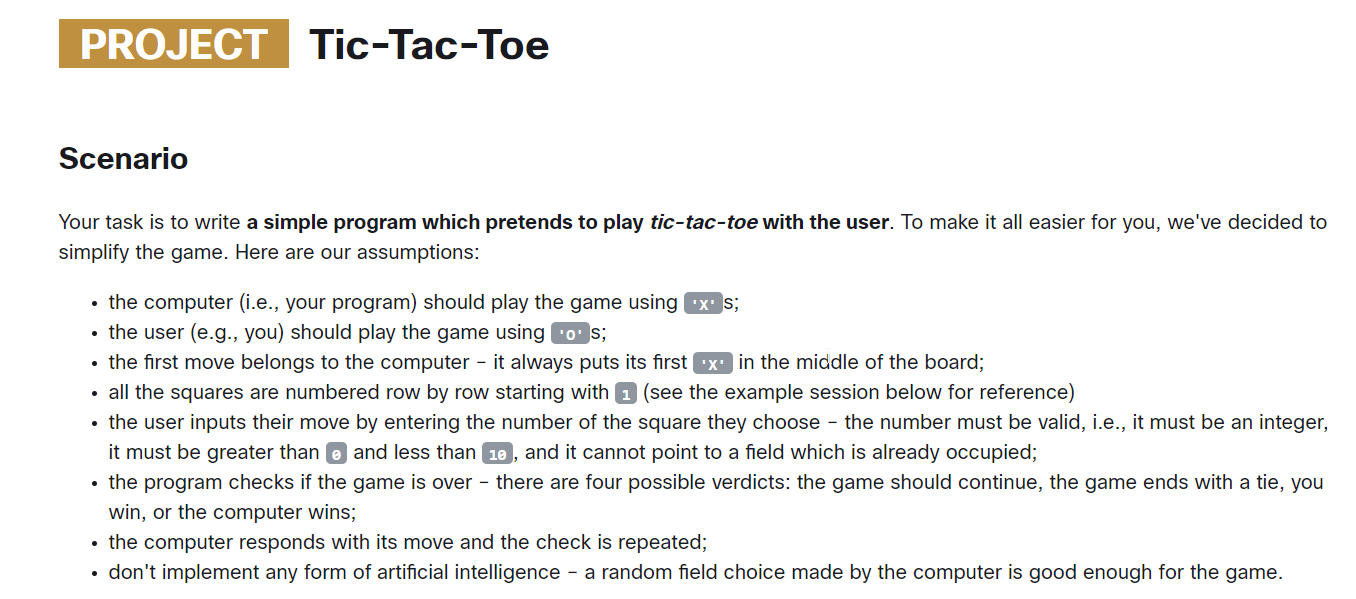 PROJECT Tic-Tac-Toe
Scenario
Your task is to write a simple program which pretends to play tic-tac-toe with the user. To make it all easier for you, we've decided to
simplify the game. Here are our assumptions:
• the computer (i.e., your program) should play the game using 'X's;
• the user (e.g., you) should play the game using 'O's;
• the first move belongs to the computer – it always puts its first 'X' in the middle of the board;
• all the squares are numbered row by row starting with 1 (see the example session below for reference)
• the user inputs their move by entering the number of the square they choose – the number must be valid, i.e., it must be an integer,
it must be greater than 0 and less than 10, and it cannot point to a field which is already occupied;
• the program checks if the game is over – there are four possible verdicts: the game should continue, the game ends with a tie, you
win, or the computer wins;
• the computer responds with its move and the check is repeated;
• don't implement any form of artificial intelligence – a random field choice made by the computer is good enough for the game.